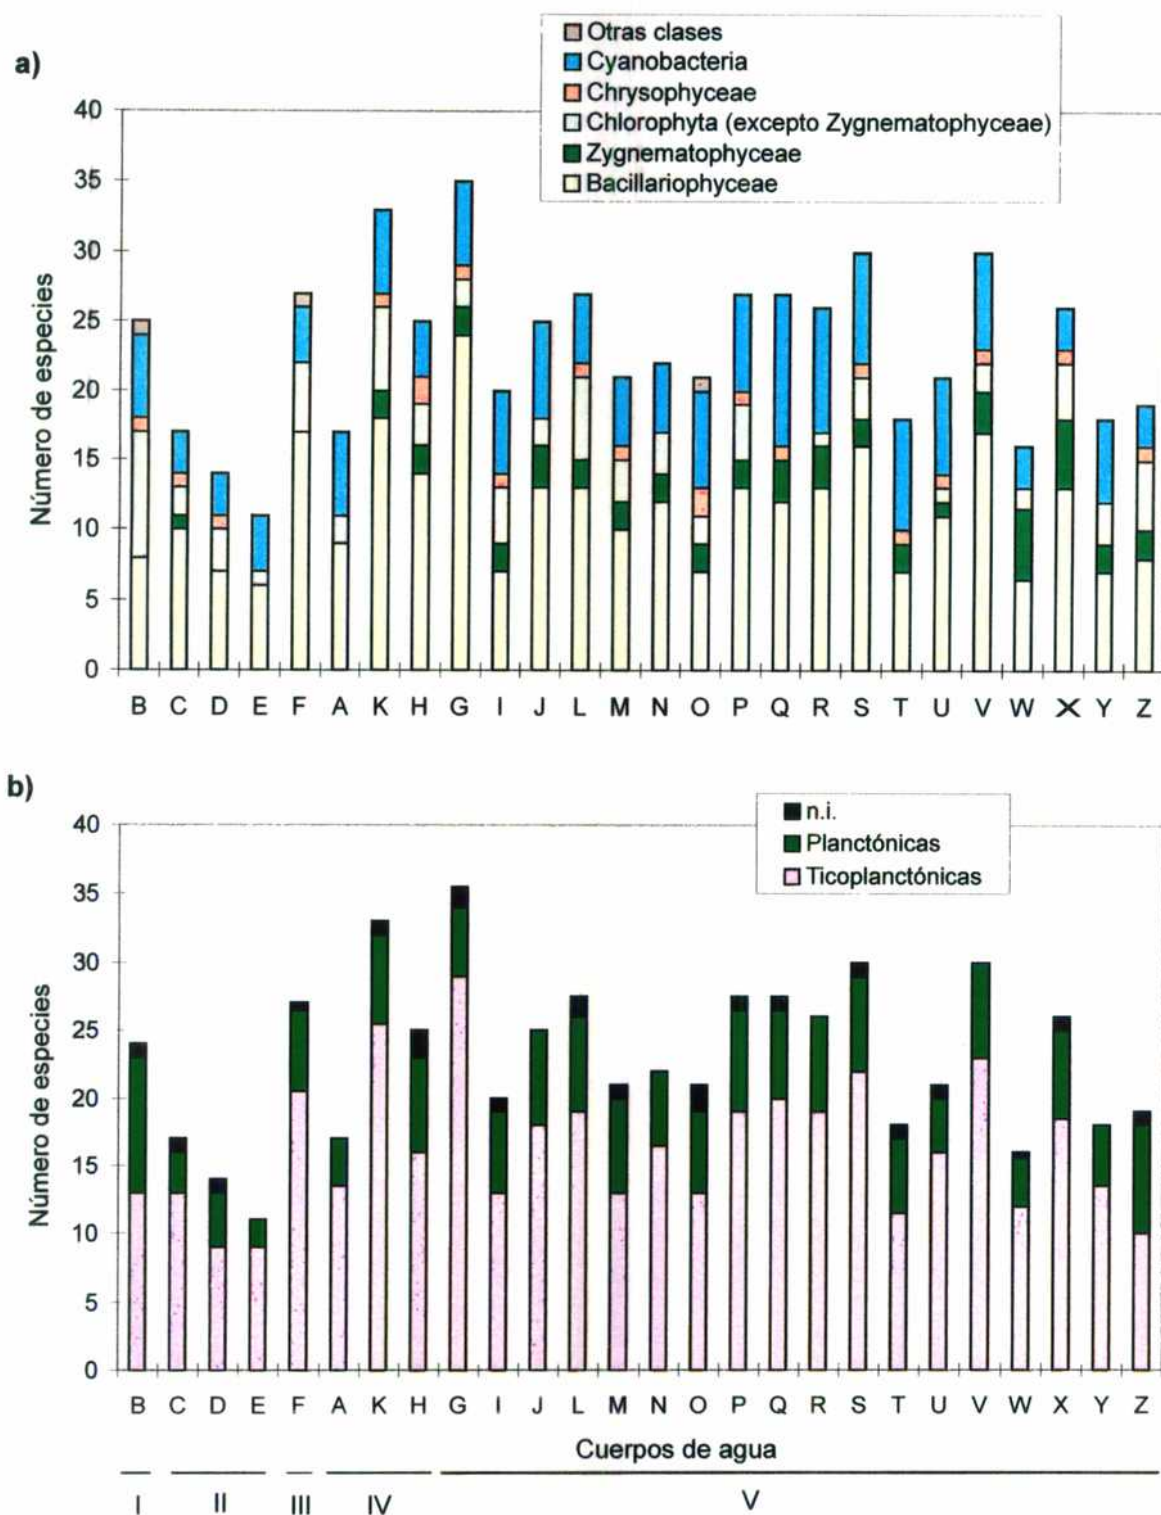 a)
Otras clases
Cyanobacteria
Chrysophyceae
Chlorophyta (excepto Zygnematophyceae)
Zygnematophyceae
Bacillariophyceae
Número de especies
40
35
30
25
20
15
10
5
0
B C D E F A K H G I J L M N O P Q R S T U V W X Y Z
b)
n.i.
Planctónicas
Ticoplanctónicas
Número de especies
40
35
30
25
20
15
10
5
0
B C D E F A K H G I J L M N O P Q R S T U V W X Y Z
Cuerpos de agua
I II III IV V